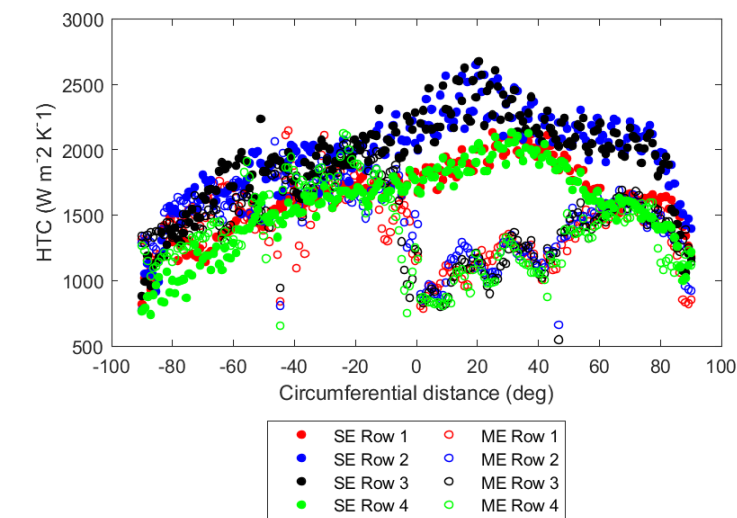 3000
2500
2000
1500
1000
500
HTC (W m⁻2 K⁻1)
-100 -80 -60 -40 -20 0 20 40 60 80 100
Circumferential distance (deg)
SE Row 1 ME Row 1
SE Row 2 ME Row 2
SE Row 3 ME Row 3
SE Row 4 ME Row 4